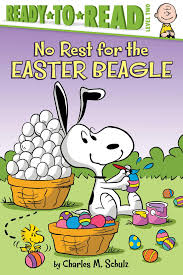 READY-TO-READ
LEVEL TWO
No Rest for the
EASTER BEAGLE
by Charles M. Schulz